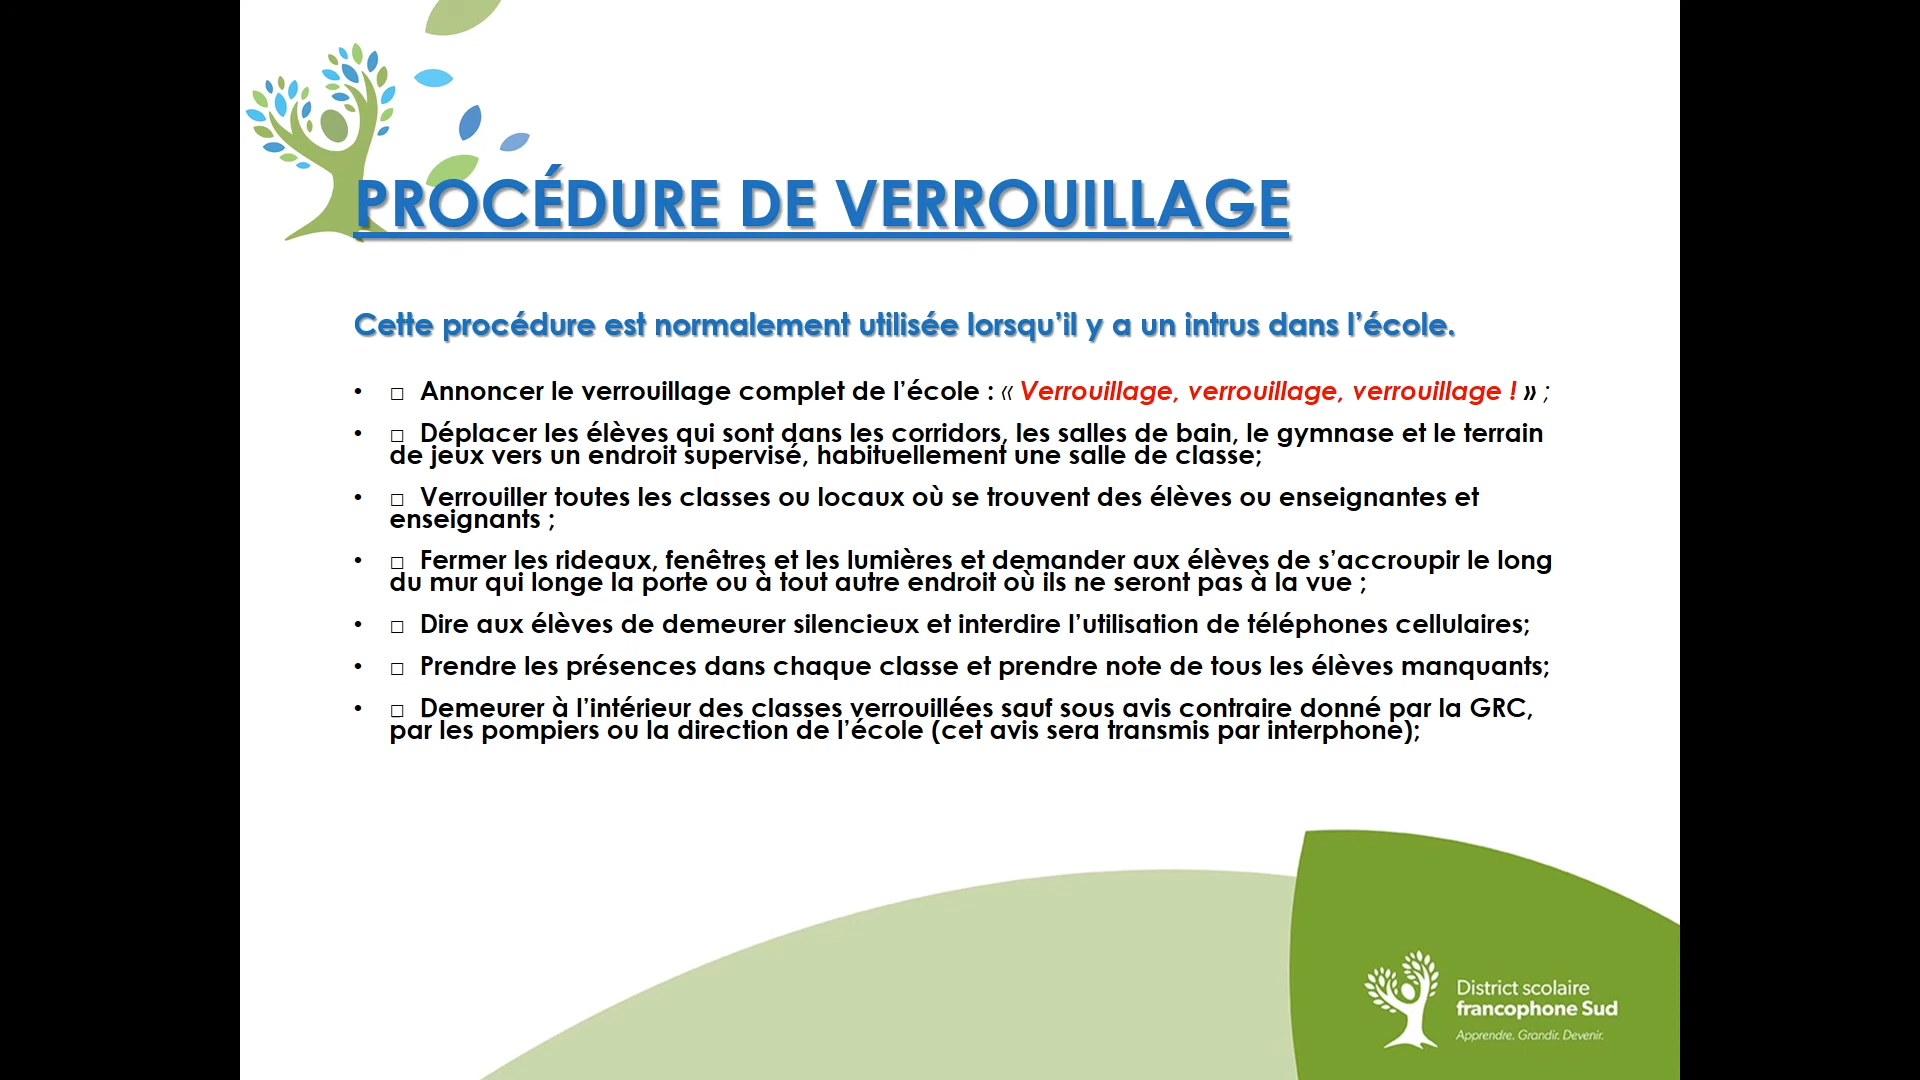 PROCÉDURE DE VERROUILLAGE
Cette procédure est normalement utilisée lorsqu’il y a un intrus dans l’école.
• □ Annoncer le verrouillage complet de l’école : « Verrouillage, verrouillage, verrouillage ! » ;
• □ Déplacer les élèves qui sont dans les corridors, les salles de bain, le gymnase et le terrain
de jeux vers un endroit supervisé, habituellement une salle de classe;
• □ Verrouiller toutes les classes ou locaux où se trouvent des élèves ou enseignantes et
enseignants ;
• □ Fermer les rideaux, fenêtres et les lumières et demander aux élèves de s’accroupir le long
du mur qui longe la porte ou à tout autre endroit où ils ne seront pas à la vue ;
• □ Dire aux élèves de demeurer silencieux et interdire l’utilisation de téléphones cellulaires;
• □ Prendre les présences dans chaque classe et prendre note de tous les élèves manquants;
• □ Demeurer à l’intérieur des classes verrouillées sauf sous avis contraire donné par la GRC,
par les pompiers ou la direction de l’école (cet avis sera transmis par interphone);
District scolaire
francophone Sud
Apprendre. Grandir. Devenir.